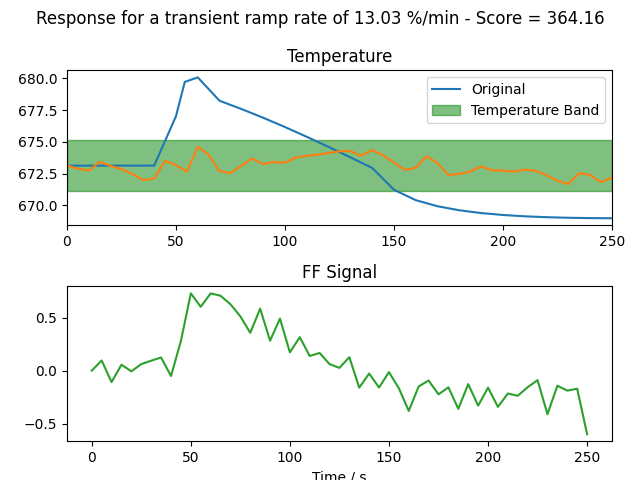 Response for a transient ramp rate of 13.03 %/min - Score = 364.16
Temperature
680.0
677.5
675.0
672.5
670.0
Original
Temperature Band
0 50 100 150 200 250
FF Signal
0.5
0.0
−0.5
0 50 100 150 200 250
Time / s